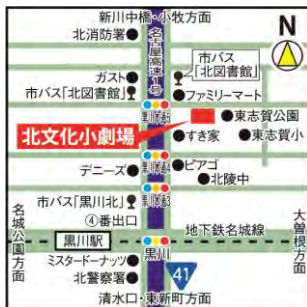 新川中橋・小牧方面
北消防署
名古屋高速1号
N
市バス
「北図書館」
ガスト
市バス「北図書館」
ファミリーマート
東志賀公園
北文化小劇場
すき家
東志賀小
デニーズ
ピアゴ
北陵中
市バス「黒川北」
④番出口
名城公園方面
大曽根方面
地下鉄名城線
黒川駅
黒川
ミスタードーナツ
北警察署
41
清水口・東新町方面